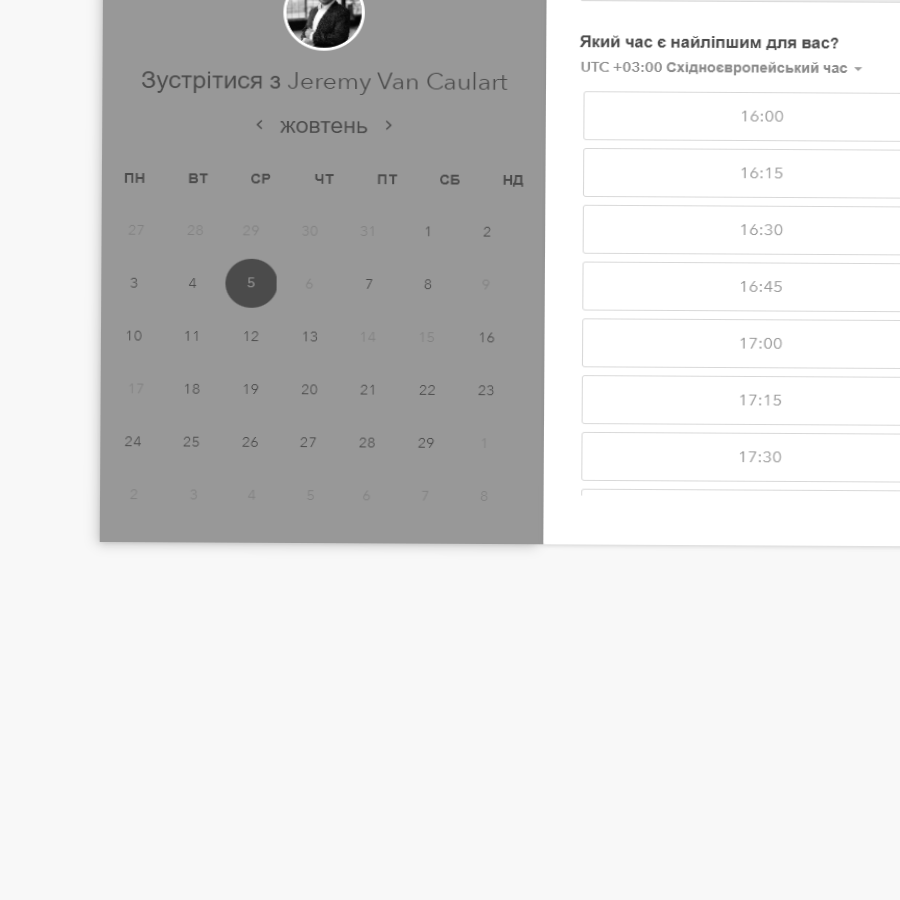 Зустрітися з Jeremy Van Caulart
жовтень
ПН ВТ СР ЧТ ПТ СБ НД
27 28 29 30 31 1 2
3 4 5 6 7 8 9
10 11 12 13 14 15 16
17 18 19 20 21 22 23
24 25 26 27 28 29 1
2 3 4 5 6 7 8
Який час є найліпшим для вас?
UTC +03:00 Східноєвропейський час
16:00
16:15
16:30
16:45
17:00
17:15
17:30